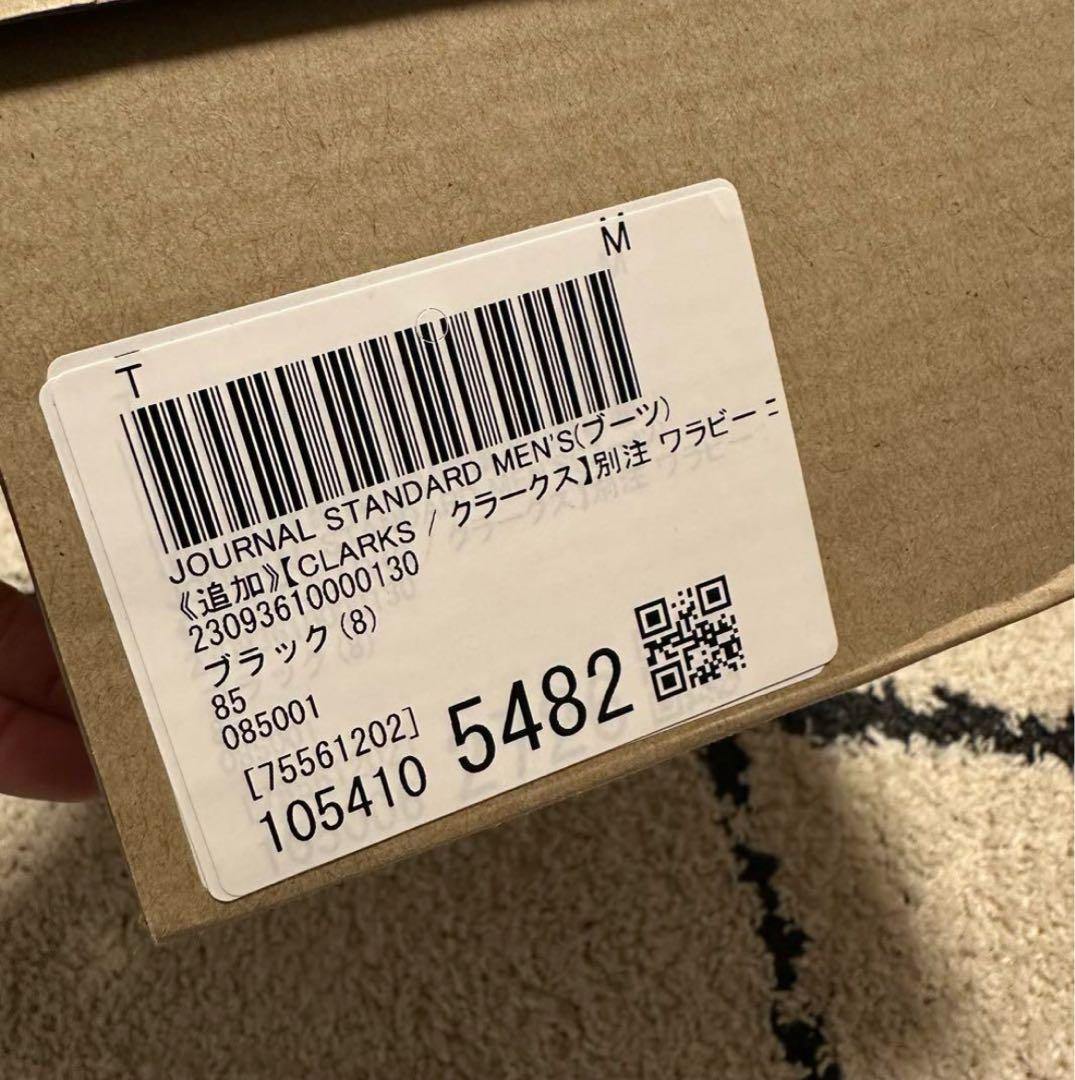 T M
JOURNAL STANDARD MEN'S(ブーツ)
《追加》【CLARKS / クラークス】別注 ワラビー
23093610000130
ブラック(8)
85
085001
[75561202]
105410 5482